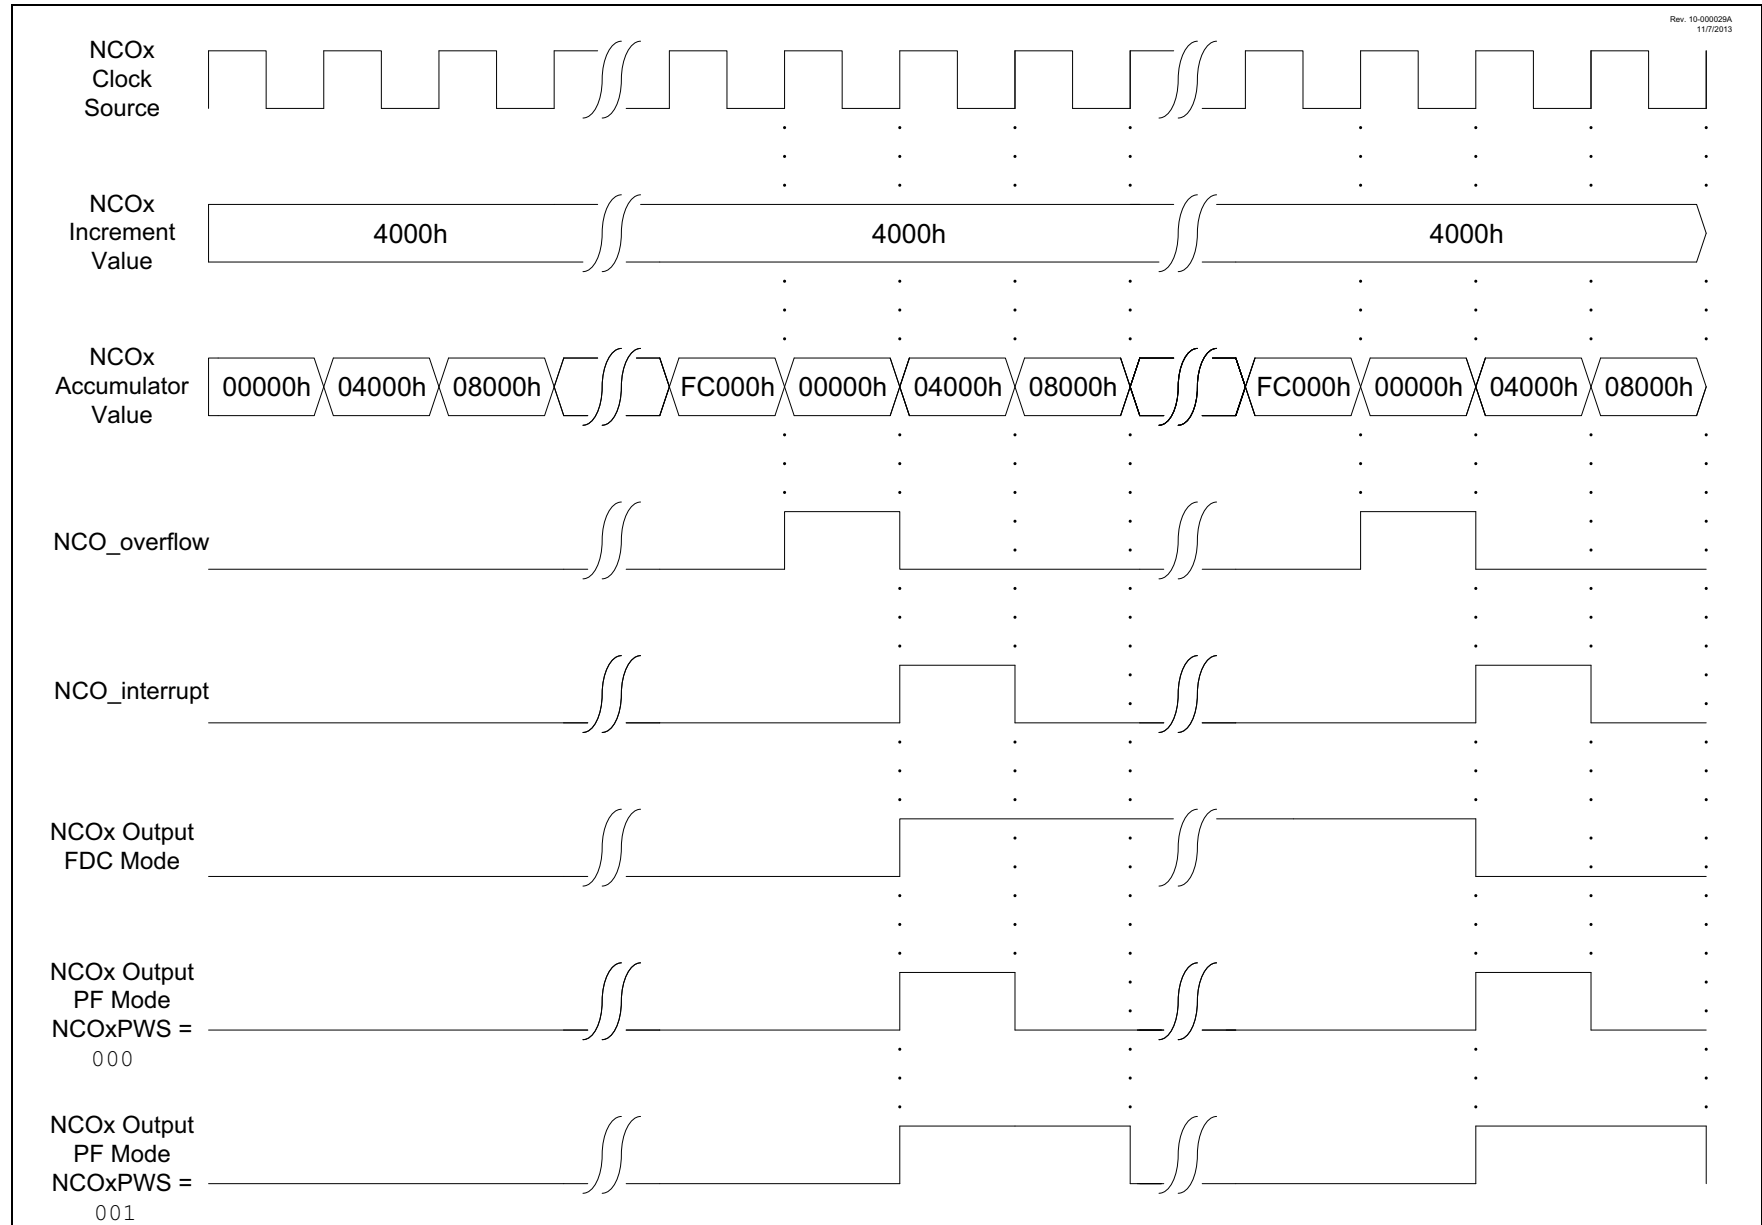 Rev. 10-000029A
11/7/2013
NCOx
Clock
Source
NCOx
Increment
Value
4000h 4000h 4000h
NCOx
Accumulator
Value
00000h 04000h 08000h FC000h 00000h 04000h 08000h FC000h 00000h 04000h 08000h
NCO_overflow
NCO_interrupt
NCOx Output
FDC Mode
NCOx Output
PF Mode
NCOxPWS =
000
NCOx Output
PF Mode
NCOxPWS =
001